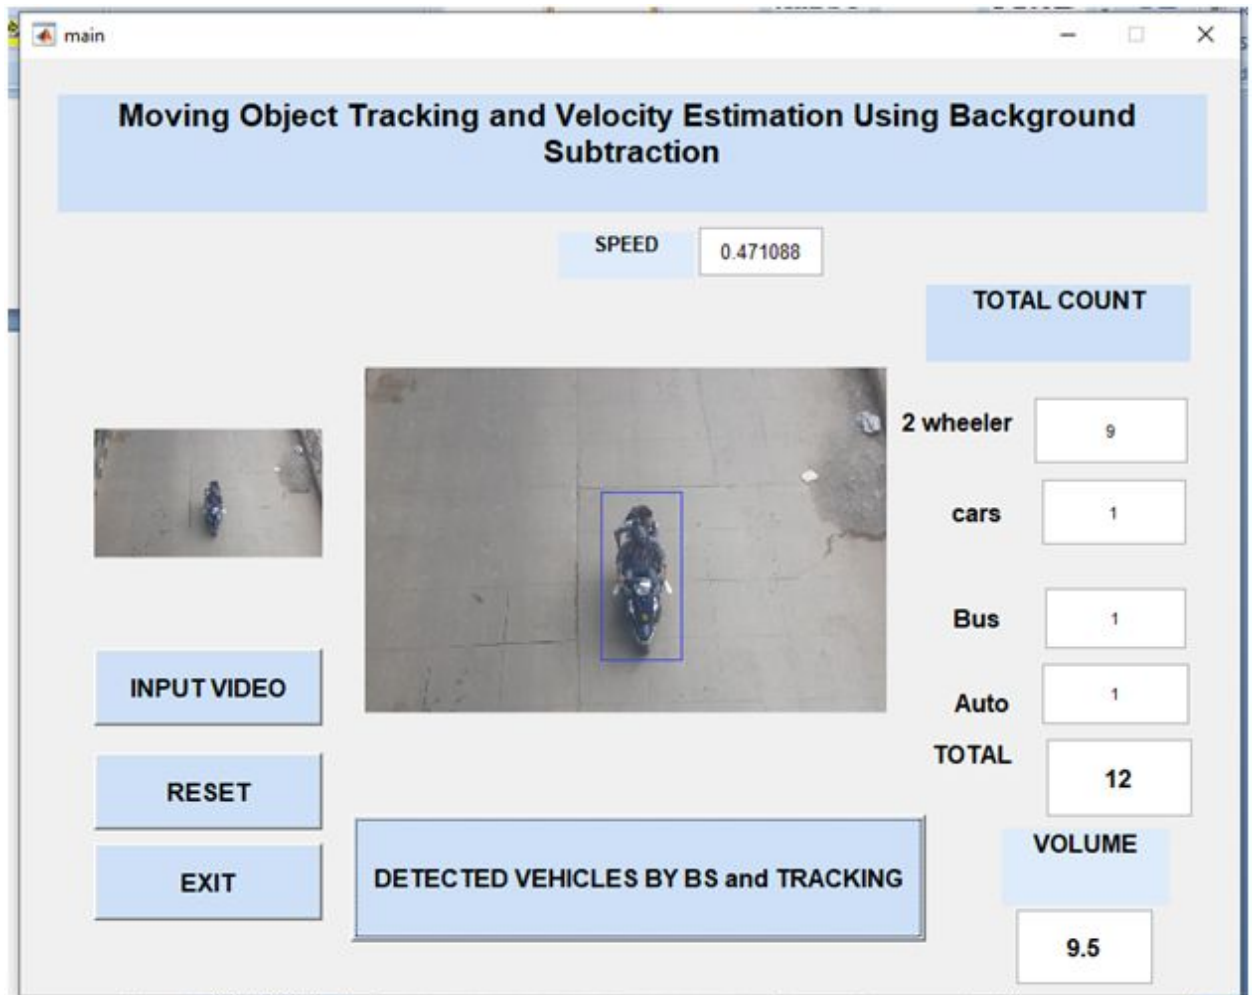 main
Moving Object Tracking and Velocity Estimation Using Background
Subtraction
SPEED
0.471088
TOTAL COUNT
2 wheeler
9
cars
1
Bus
1
Auto
1
TOTAL
12
INPUT VIDEO
RESET
EXIT
DETECTED VEHICLES BY BS and TRACKING
VOLUME
9.5